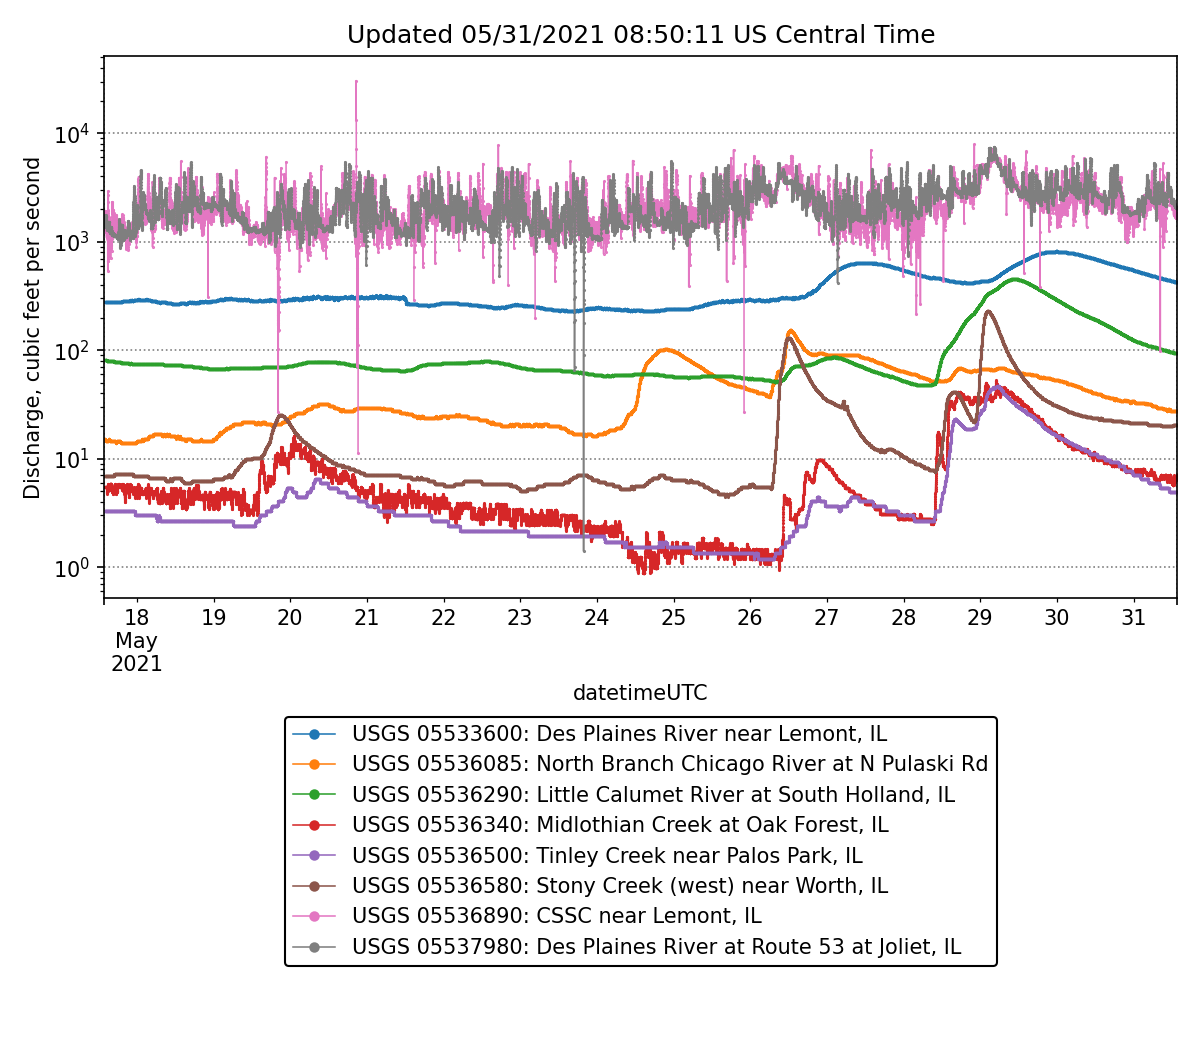 Updated 05/31/2021 08:50:11 US Central Time
Discharge, cubic feet per second
10^4
10^3
10^2
10^1
10^0
18 19 20 21 22 23 24 25 26 27 28 29 30 31
May
2021
datetimeUTC
USGS 05533600: Des Plaines River near Lemont, IL
USGS 05536085: North Branch Chicago River at N Pulaski Rd
USGS 05536290: Little Calumet River at South Holland, IL
USGS 05536340: Midlothian Creek at Oak Forest, IL
USGS 05536500: Tinley Creek near Palos Park, IL
USGS 05536580: Stony Creek (west) near Worth, IL
USGS 05536890: CSSC near Lemont, IL
USGS 05537980: Des Plaines River at Route 53 at Joliet, IL